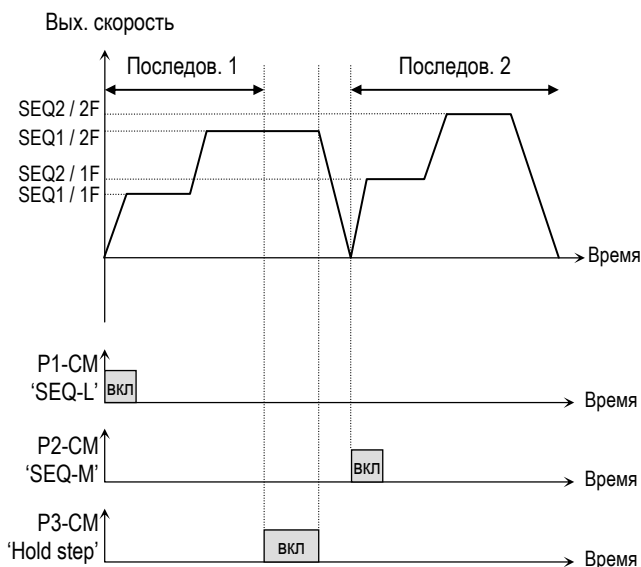 Вых. скорость
Последов. 1
Последов. 2
SEQ2 / 2F
SEQ1 / 2F
SEQ2 / 1F
SEQ1 / 1F
Время
P1-CM
‘SEQ-L’
вкл
Время
P2-CM
‘SEQ-M’
вкл
Время
P3-CM
‘Hold step’
вкл
Время